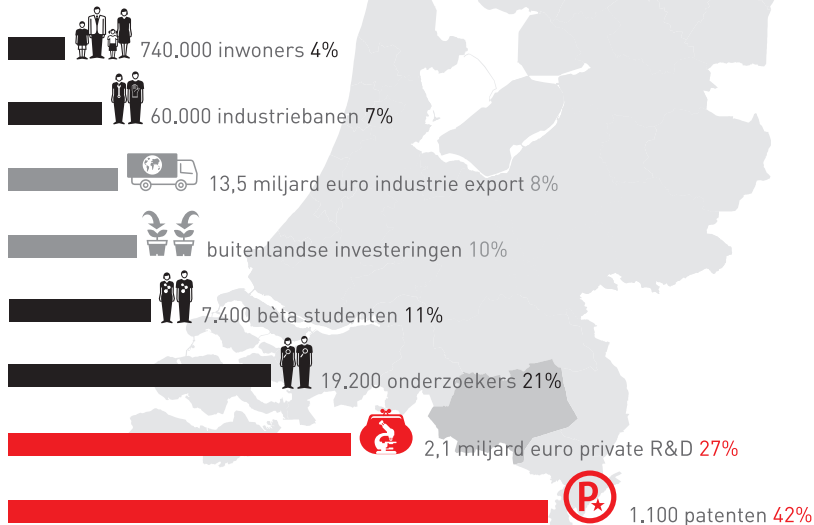 740.000 inwoners 4%
60.000 industriebanen 7%
13,5 miljard euro industrie export 8%
buitenlandse investeringen 10%
7.400 bèta studenten 11%
19.200 onderzoekers 21%
2,1 miljard euro private R&D 27%
P
1.100 patenten 42%